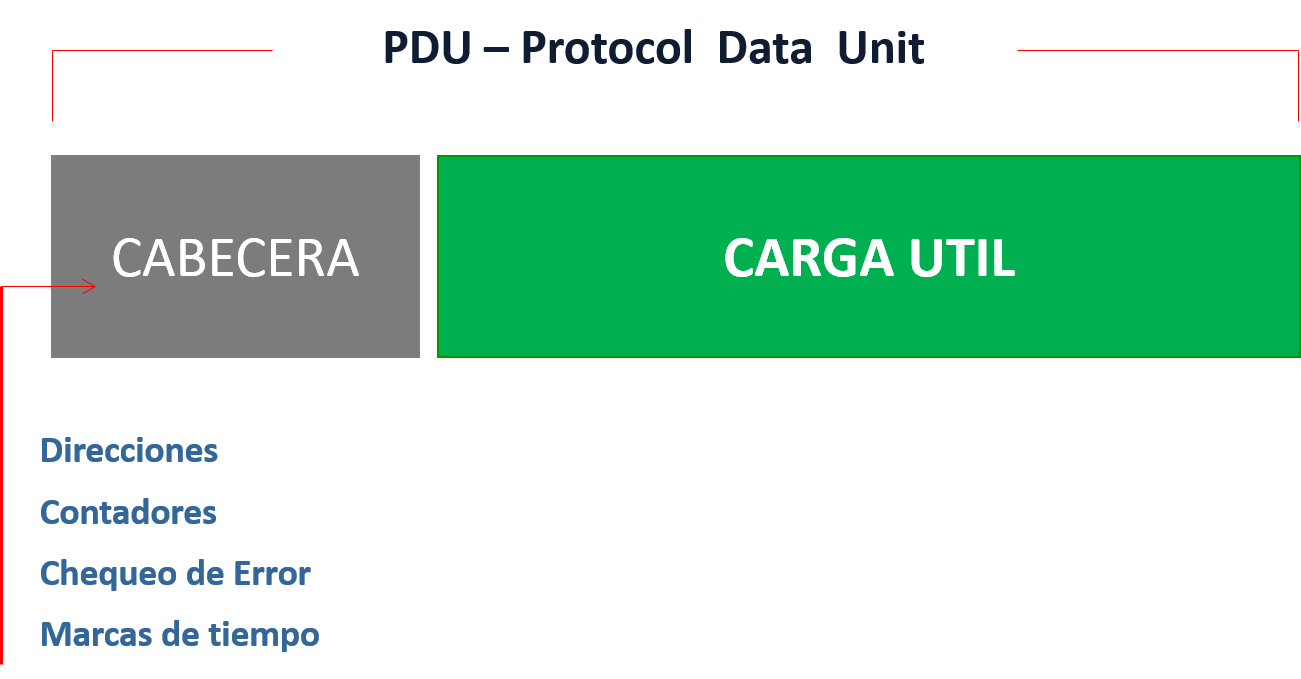 PDU – Protocol Data Unit
CABECERA
CARGA UTIL
Direcciones
Contadores
Chequeo de Error
Marcas de tiempo